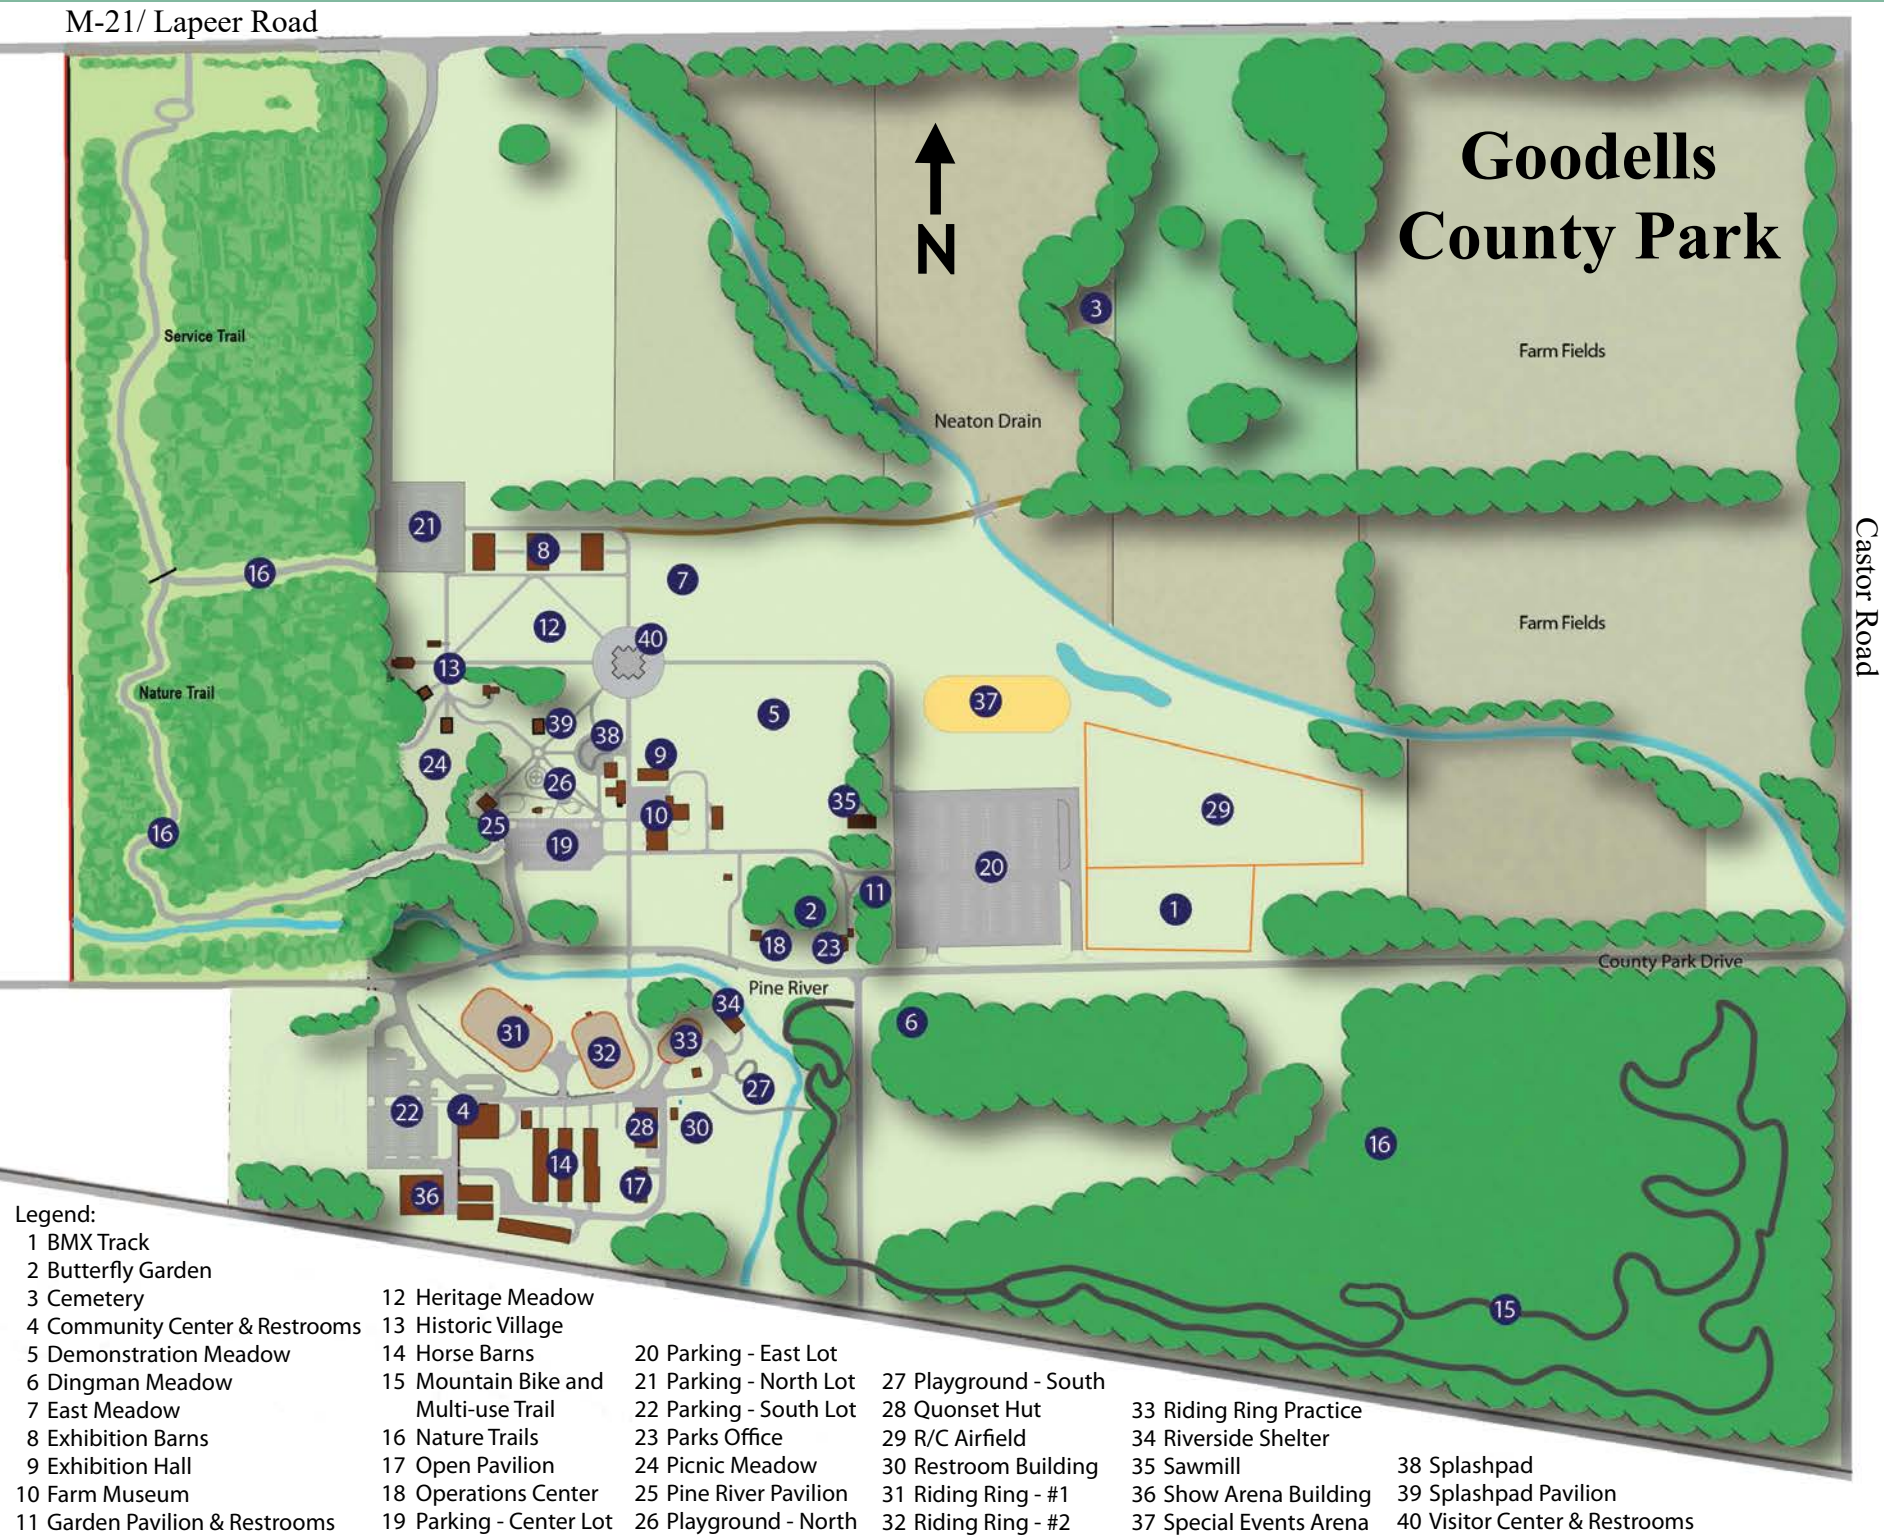 M-21/ Lapeer Road
Goodells
County Park
N
3
Service Trail
Farm Fields
Neaton Drain
21
8
16
7
Castor Road
12
40
Farm Fields
13
Nature Trail
37
5
39
38
9
24
26
35
29
10
16
25
19
20
11
2
1
18
23
County Park Drive
Pine River
34
6
31
33
32
27
22
4
28
30
16
14
17
36
15
Legend:
1 BMX Track
2 Butterfly Garden
3 Cemetery
4 Community Center & Restrooms
5 Demonstration Meadow
6 Dingman Meadow
7 East Meadow
8 Exhibition Barns
9 Exhibition Hall
10 Farm Museum
11 Garden Pavilion & Restrooms
12 Heritage Meadow
13 Historic Village
14 Horse Barns
15 Mountain Bike and
Multi-use Trail
16 Nature Trails
17 Open Pavilion
18 Operations Center
19 Parking - Center Lot
20 Parking - East Lot
21 Parking - North Lot
22 Parking - South Lot
23 Parks Office
24 Picnic Meadow
25 Pine River Pavilion
26 Playground - North
27 Playground - South
28 Quonset Hut
29 R/C Airfield
30 Restroom Building
31 Riding Ring - #1
32 Riding Ring - #2
33 Riding Ring Practice
34 Riverside Shelter
35 Sawmill
36 Show Arena Building
37 Special Events Arena
38 Splashpad
39 Splashpad Pavilion
40 Visitor Center & Restrooms